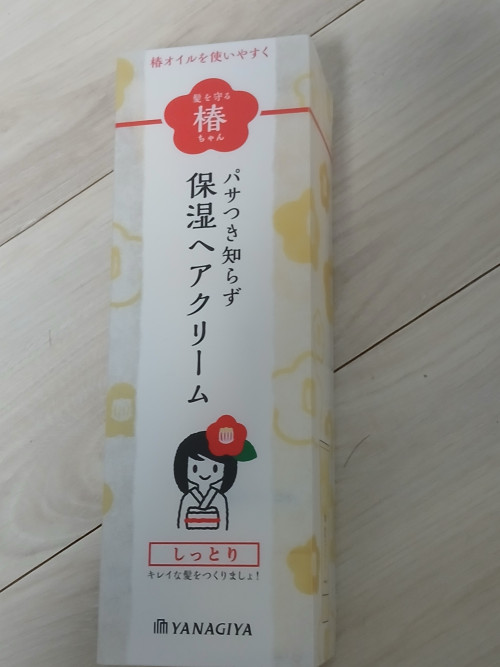 椿オイルを使いやすく
髪を守る
椿
ちゃん
パサつき知らず
保湿ヘアクリーム
しっとり
キレイな髪をつくりましょ!
YANAGIYA